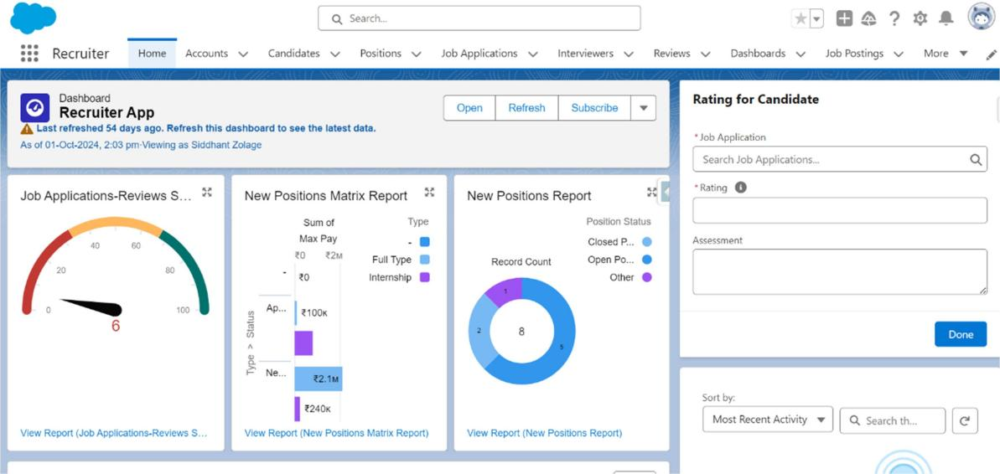 Search...
Recruiter
Home
Accounts
Candidates
Positions
Job Applications
Interviewers
Reviews
Dashboards
Job Postings
More
Dashboard
Recruiter App
Last refreshed 54 days ago. Refresh this dashboard to see the latest data.
As of 01-Oct-2024, 2:03 pm·Viewing as Siddhant Zolage
Open
Refresh
Subscribe
Job Applications-Reviews S...
0
20
40
60
80
100
6
View Report (Job Applications-Reviews S...
New Positions Matrix Report
Sum of
Max Pay
₹0 ₹2M
Type
-
Full Type
Internship
Type > Status
- ₹0
Ap... ₹100K
Ne... ₹2.1M
₹240K
View Report (New Positions Matrix Report)
New Positions Report
Position Status
Closed P...
Open Po...
Other
Record Count
1
2
8
5
View Report (New Positions Report)
Rating for Candidate
* Job Application
Search Job Applications...
* Rating
Assessment
Done
Sort by:
Most Recent Activity
Search th...